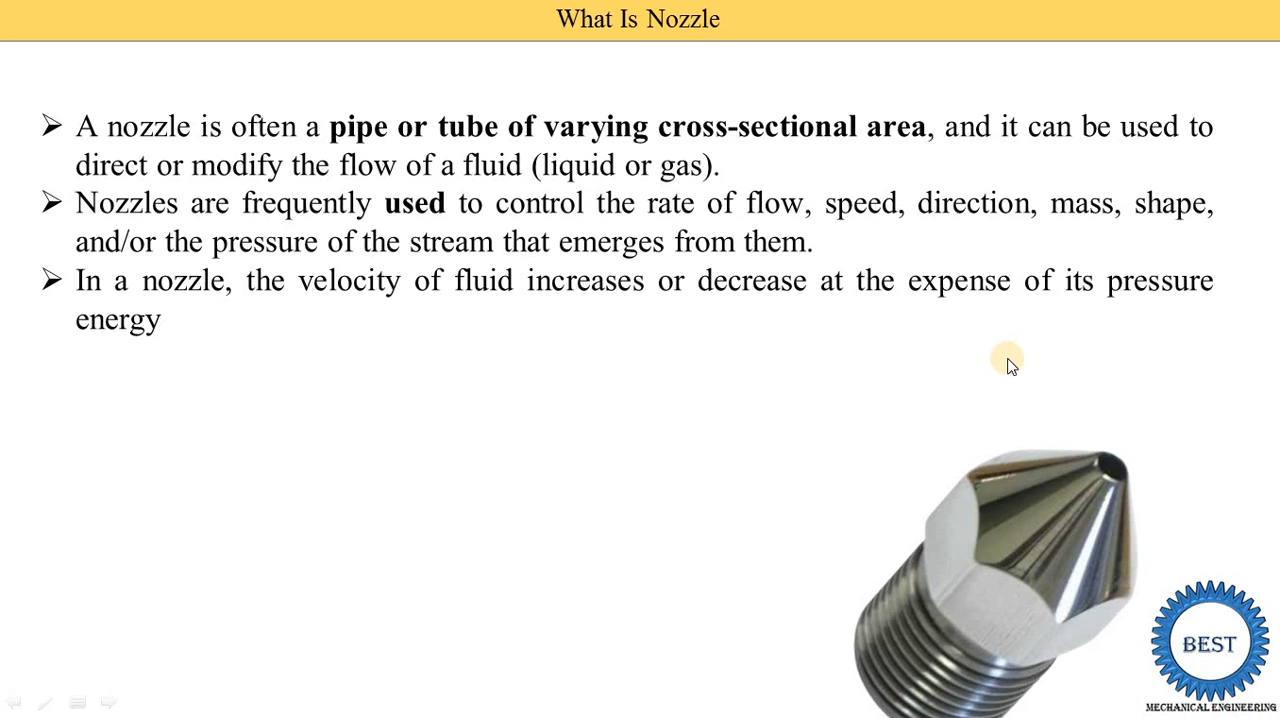 What Is Nozzle
➢ A nozzle is often a pipe or tube of varying cross-sectional area, and it can be used to
direct or modify the flow of a fluid (liquid or gas).
➢ Nozzles are frequently used to control the rate of flow, speed, direction, mass, shape,
and/or the pressure of the stream that emerges from them.
➢ In a nozzle, the velocity of fluid increases or decrease at the expense of its pressure
energy
BEST
MECHANICAL ENGINEERING